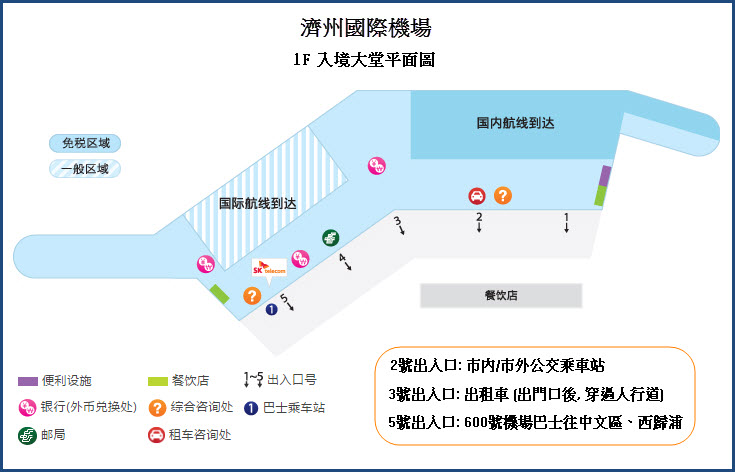 濟州國際機場
1F 入境大堂平面圖
国内航线到达
免税区域
一般区域
国际航线到达
3
2
1
?
4
SK telecom
?
5
1
餐饮店
2號出入口: 市内/市外公交乘車站
3號出入口: 出租車 (出門口後, 穿過人行道)
5號出入口: 600號機場巴士往中文區、西歸浦
便利设施
餐饮店
1~5 出入口号
银行(外币兑换处)
? 综合咨询处
1 巴士乘车站
邮局
租车咨询处